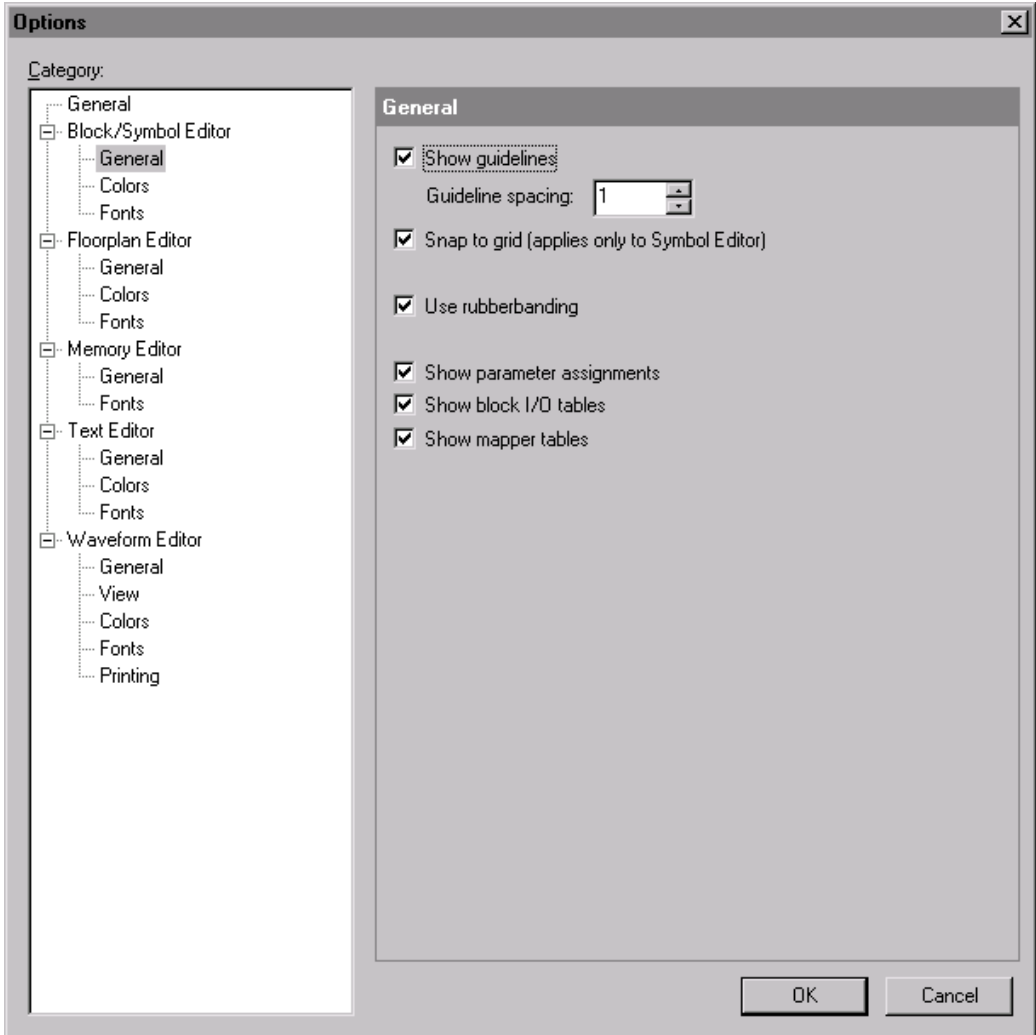 Options
Category:
General
Block/Symbol Editor
General
Colors
Fonts
Floorplan Editor
General
Colors
Fonts
Memory Editor
General
Fonts
Text Editor
General
Colors
Fonts
Waveform Editor
General
View
Colors
Fonts
Printing
General
Show guidelines
Guideline spacing: 1
Snap to grid (applies only to Symbol Editor)
Use rubberbanding
Show parameter assignments
Show block I/O tables
Show mapper tables
OK Cancel